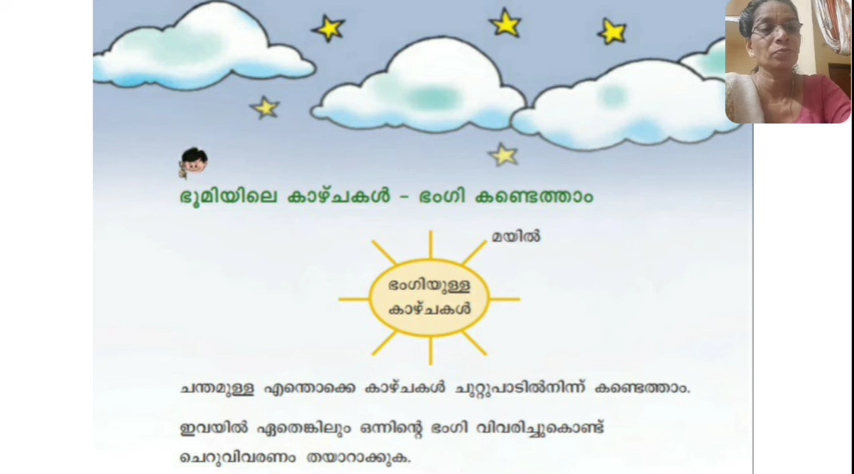 ഭൂമിയിലെ കാഴ്ചകൾ - ഭംഗി കണ്ടെത്താം
മയിൽ
ഭംഗിയുള്ള
കാഴ്ചകൾ
ചന്തമുള്ള എന്തൊക്കെ കാഴ്ചകൾ ചുറ്റുപാടിൽനിന്ന് കണ്ടെത്താം.
ഇവയിൽ ഏതെങ്കിലും ഒന്നിന്റെ ഭംഗി വിവരിച്ചുകൊണ്ട്
ചെറുവിവരണം തയാറാക്കുക.